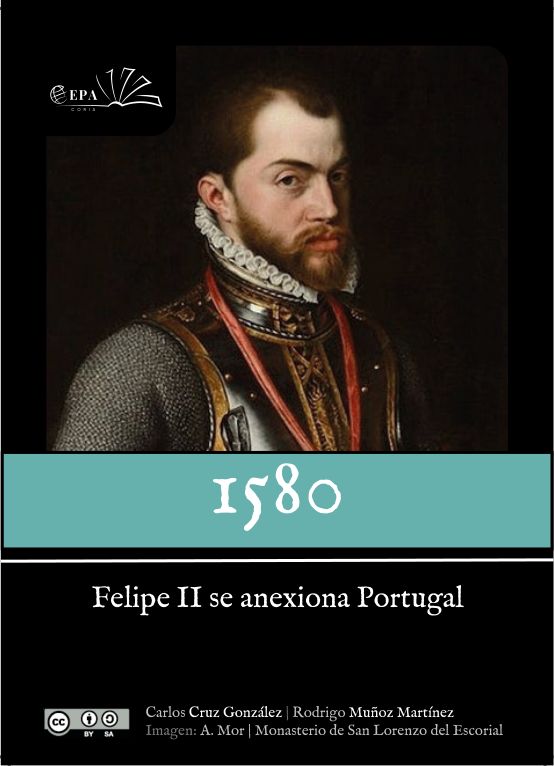 EPA
CORIA
1580
Felipe II se anexiona Portugal
cc
BY SA
Carlos Cruz González | Rodrigo Muñoz Martínez
Imagen: A. Mor | Monasterio de San Lorenzo del Escorial